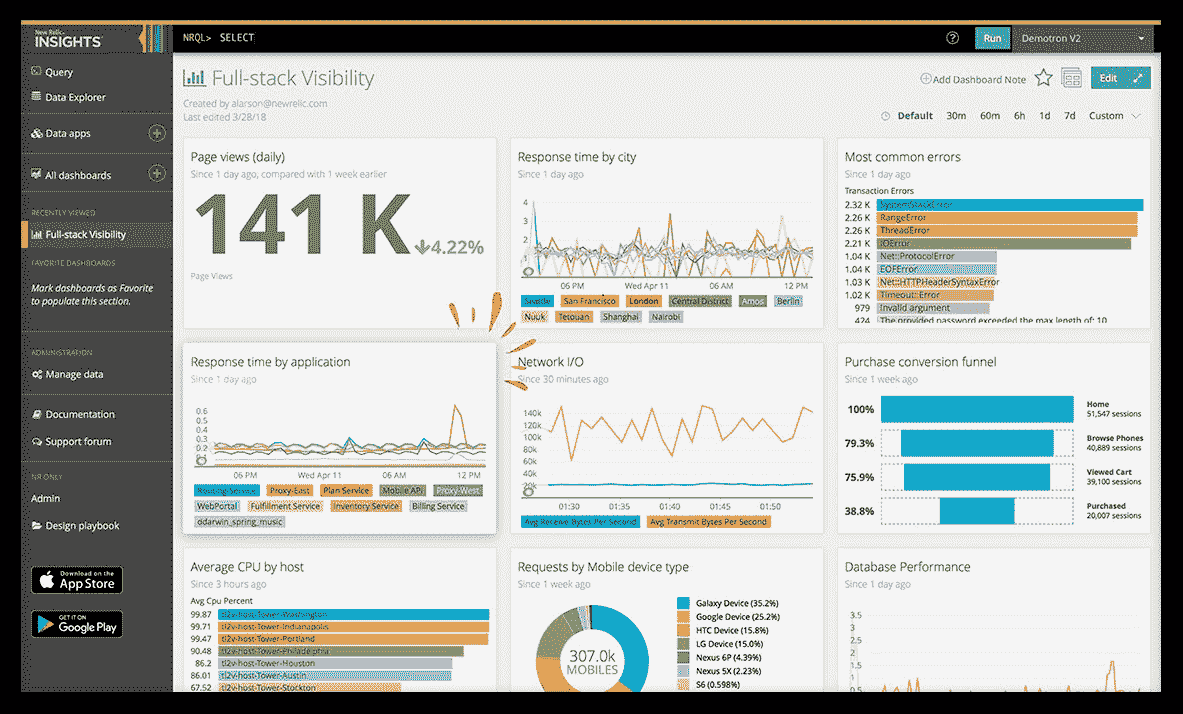 New Relic
INSIGHTS
NRQL> SELECT
?
Run
Demotron V2
Query
Data Explorer
Data apps
All dashboards
RECENTLY VIEWED
Full-stack Visibility
FAVORITE DASHBOARDS
Mark dashboards as Favorite
to populate this section.
ADMINISTRATION
Manage data
Documentation
Support forum
NR ONLY
Admin
Design playbook
Download on the
App Store
GET IT ON
Google Play
Full-stack Visibility
Add Dashboard Note
Edit
Created by alarson@newrelic.com
Last edited 3/28/18
Default 30m 60m 6h 1d 7d Custom
Page views (daily)
Since 1 day ago, compared with 1 week earlier
141 K
4.22%
Page Views
Response time by city
Since 1 day ago
4
3
2
1
06 PM Wed Apr 11 06 AM 12 PM
Seattle San Francisco London Central District Amos Berlin
Nuuk Tetouan Shanghai Nairobi
Most common errors
Since 1 day ago
Transaction Errors
2.32 K SystemStackError
2.26 K RangeError
2.26 K ThreadError
2.21 K IOError
1.04 K Net::ProtocolError
1.04 K EOFError
1.03 K Net::HTTPHeaderSyntaxError
1.02 K Timeout::Error
979 Invalid argument
424 The provided password exceeded the max length of: 10
Response time by application
Since 1 day ago
0.6
0.5
0.4
0.3
0.2
0.1
06 PM Wed Apr 11 06 AM 12 PM
Routing Service Proxy-East Plan Service Mobile API Proxy-West
WebPortal Fulfillment Service Inventory Service Billing Service
ddarwin_spring_music
Network I/O
Since 30 minutes ago
140k
120k
100k
80k
60k
40k
20k
01:30 01:35 01:40 01:45 01:50
Avg Receive Bytes Per Second Avg Transmit Bytes Per Second
Purchase conversion funnel
Since 1 week ago
100% Home
51,547 sessions
79.3% Browse Phones
40,889 sessions
75.9% Viewed Cart
39,100 sessions
38.8% Purchased
20,007 sessions
Average CPU by host
Since 3 hours ago
Avg Cpu Percent
99.87 tl2v-host-Tower-Washington
99.71 tl2v-host-Tower-Indianapolis
99.47 tl2v-host-Tower-Portland
90.48 tl2v-host-Tower-Philadelphia
86.2 tl2v-host-Tower-Houston
86.01 tl2v-host-Tower-Austin
67.52 tl2v-host-Tower-Stockton
Requests by Mobile device type
Since 1 week ago
307.0k
MOBILES
Galaxy Device (35.2%)
Google Device (25.2%)
HTC Device (15.8%)
LG Device (15.0%)
Nexus 6P (4.39%)
Nexus 5X (2.23%)
S6 (0.598%)
Database Performance
Since 1 day ago
3.5
3
2.5
2
1.5
1
0.5